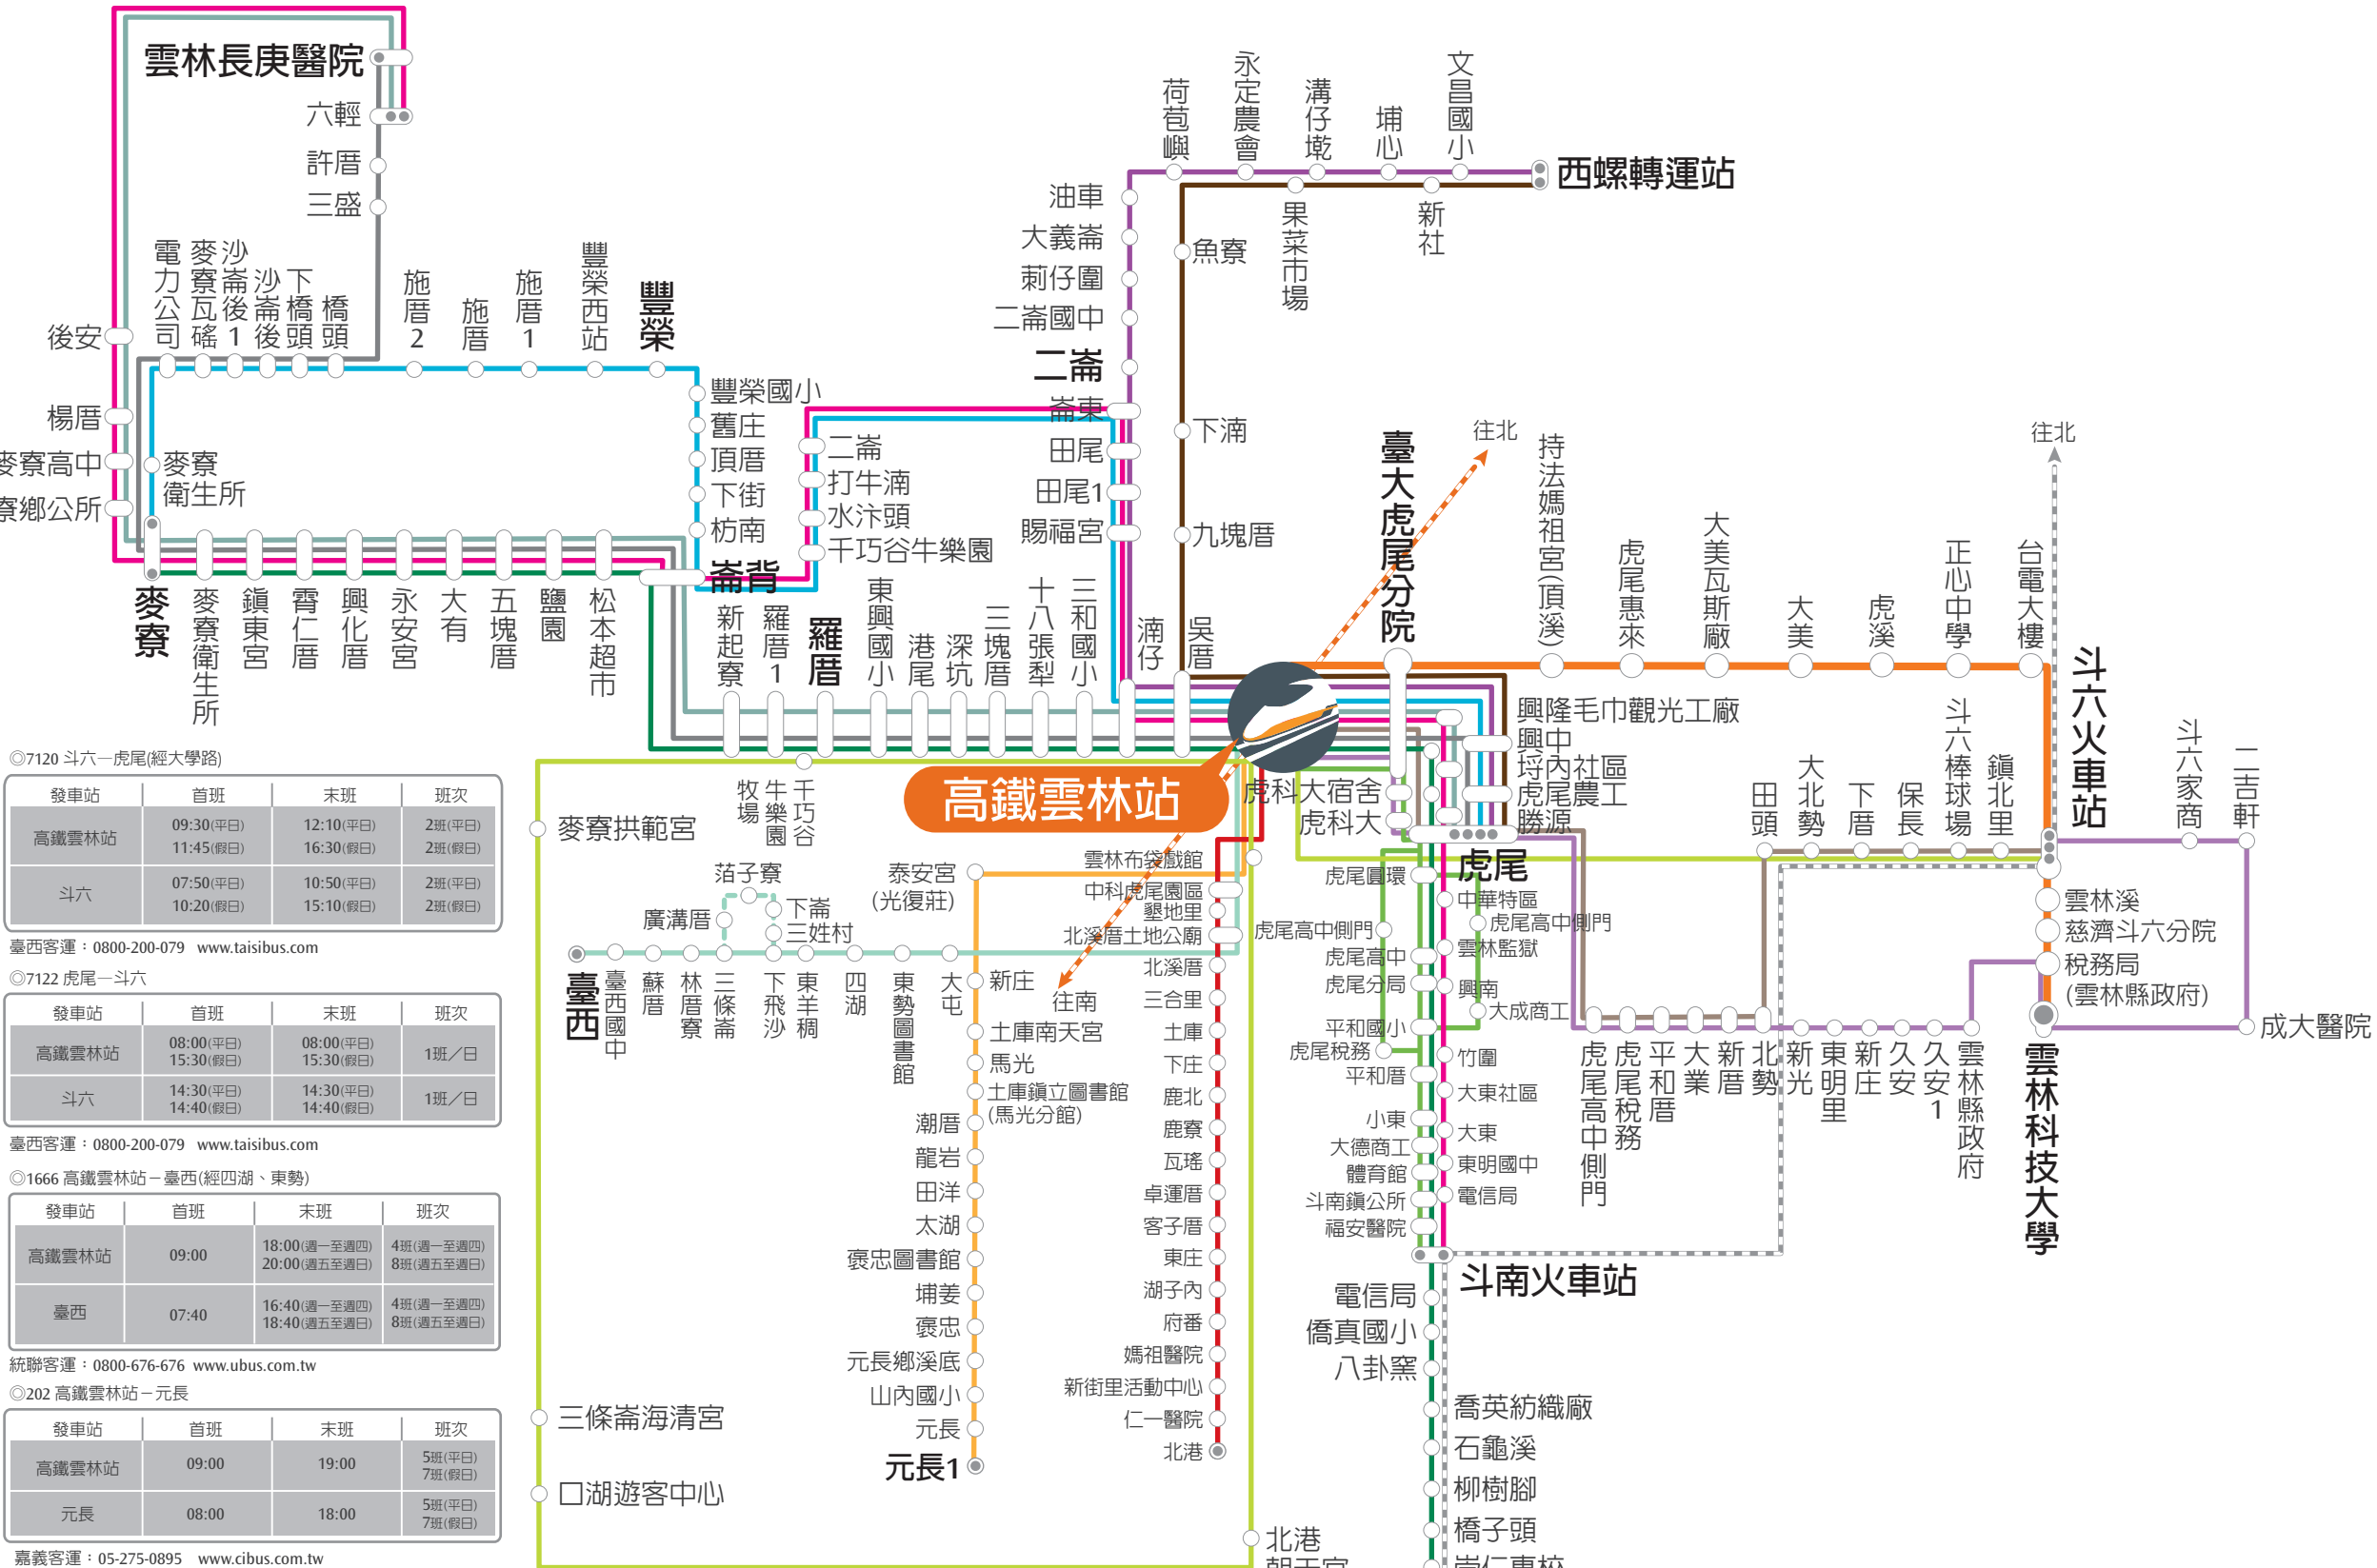 雲林長庚醫院
六輕
許厝
三盛
電力公司
麥寮瓦磘
沙崙後1
沙崙後
下橋頭
橋頭
施厝2
施厝
施厝1
豐榮西站
豐榮
後安
楊厝
麥寮高中
寮鄉公所
麥寮
衛生所
豐榮國小
舊庄
頂厝
下街
枋南
崙背
麥寮
麥寮衛生所
鎮東宮
霄仁厝
興化厝
永安宮
大有
五塊厝
鹽園
松本超市
二崙
打牛湳
水汴頭
千巧谷牛樂園
新起寮
羅厝1
羅厝
東興國小
港尾
深坑
三塊厝
十八張犁
三和國小
湳仔
吳厝
荷苞嶼
永定農會
溝仔墘
埔心
文昌國小
西螺轉運站
油車
大義崙
莿仔圍
二崙國中
二崙
崙東
田尾
田尾1
賜福宮
果菜市場
新社
魚寮
下湳
九塊厝
往北
往北
臺大虎尾分院
持法媽祖宮(頂溪)
虎尾惠來
大美瓦斯廠
大美
虎溪
正心中學
台電大樓
斗六火車站
高鐵雲林站
往南
興隆毛巾觀光工廠
興中
埒內社區
虎尾農工
勝源
虎科大宿舍
虎科大
虎尾
田頭
大北勢
下厝
保長
斗六棒球場
鎮北里
斗六家商
二吉軒
成大醫院
雲林溪
慈濟斗六分院
稅務局
(雲林縣政府)
雲林科技大學
虎尾高中側門
虎尾稅務
平和厝
大業
新厝
北勢
新光
東明里
新庄
久安
久安1
雲林縣政府
牧場
牛樂園
千巧谷
麥寮拱範宮
三條崙海清宮
口湖遊客中心
北港
朝天宮
箔子寮
廣溝厝
下崙
三姓村
臺西
臺西國中
蘇厝
林厝寮
三條崙
下飛沙
東羊稠
四湖
東勢圖書館
大屯
泰安宮
(光復莊)
新庄
土庫南天宮
馬光
土庫鎮立圖書館
(馬光分館)
潮厝
龍岩
田洋
太湖
褒忠圖書館
埔姜
褒忠
元長鄉溪底
山內國小
元長
元長1
雲林布袋戲館
中科虎尾園區
墾地里
北溪厝土地公廟
北溪厝
三合里
土庫
下庄
鹿北
鹿寮
瓦瑤
卓運厝
客子厝
東庄
湖子內
府番
媽祖醫院
新街里活動中心
仁一醫院
北港
虎尾圓環
虎尾高中側門
虎尾高中
虎尾分局
平和國小
虎尾稅務
平和厝
小東
大德商工
體育館
斗南鎮公所
福安醫院
中華特區
虎尾高中側門
雲林監獄
興南
大成商工
竹圍
大東社區
大東
東明國中
電信局
斗南火車站
電信局
僑真國小
八卦窯
喬英紡織廠
石龜溪
柳樹腳
橋子頭
崇仁專校
◎7120 斗六─虎尾(經大學路)
發車站 首班 末班 班次
高鐵雲林站 09:30(平日) 12:10(平日) 2班(平日)
11:45(假日) 16:30(假日) 2班(假日)
斗六 07:50(平日) 10:50(平日) 2班(平日)
10:20(假日) 15:10(假日) 2班(假日)
臺西客運：0800-200-079 www.taisibus.com
◎7122 虎尾─斗六
發車站 首班 末班 班次
高鐵雲林站 08:00(平日) 08:00(平日) 1班／日
15:30(假日) 15:30(假日)
斗六 14:30(平日) 14:30(平日) 1班／日
14:40(假日) 14:40(假日)
臺西客運：0800-200-079 www.taisibus.com
◎1666 高鐵雲林站－臺西(經四湖、東勢)
發車站 首班 末班 班次
高鐵雲林站 09:00 18:00(週一至週四) 4班(週一至週四)
20:00(週五至週日) 8班(週五至週日)
臺西 07:40 16:40(週一至週四) 4班(週一至週四)
18:40(週五至週日) 8班(週五至週日)
統聯客運：0800-676-676 www.ubus.com.tw
◎202 高鐵雲林站－元長
發車站 首班 末班 班次
高鐵雲林站 09:00 19:00 5班(平日)
7班(假日)
元長 08:00 18:00 5班(平日)
7班(假日)
嘉義客運：05-275-0895 www.cibus.com.tw